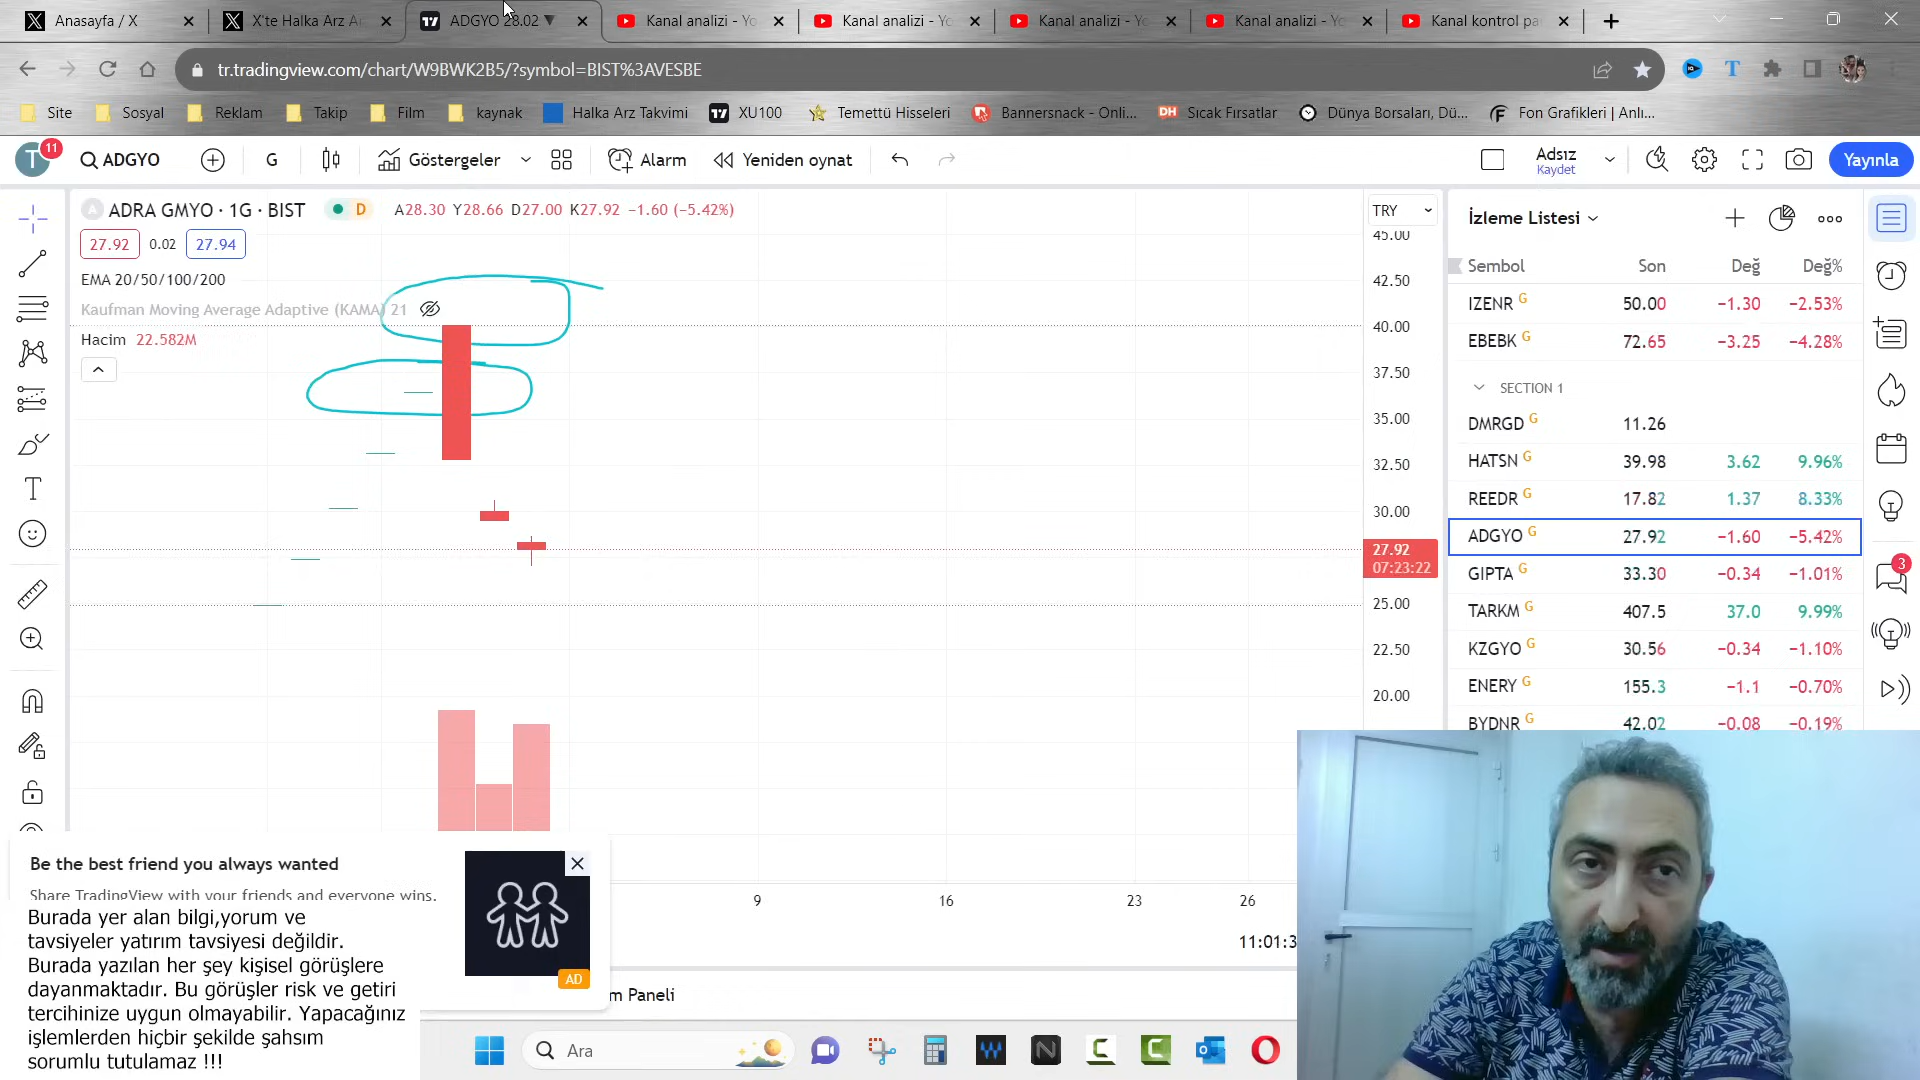 Anasayfa / X
X'te Halka Arz A
ADGYO 28.02 ▼
Kanal analizi - Yo
Kanal analizi - Yo
Kanal analizi - Yo
Kanal analizi - Yo
Kanal kontrol pa
tr.tradingview.com/chart/W9BWK2B5/?symbol=BIST%3AVESBE
Site
Sosyal
Reklam
Takip
Film
kaynak
Halka Arz Takvimi
XU100
Temettü Hisseleri
Bannersnack - Onli...
DH Sıcak Fırsatlar
Dünya Borsaları, Dü...
Fon Grafikleri | Anlı...
T 11
ADGYO
G
Göstergeler
Alarm
Yeniden oynat
Adsız
Kaydet
Yayınla
A ADRA GMYO · 1G · BIST
D
A28.30 Y28.66 D27.00 K27.92 −1.60 (−5.42%)
27.92 0.02 27.94
EMA 20/50/100/200
Kaufman Moving Average Adaptive (KAMA) 21
Hacim 22.582M
TRY
45.00
42.50
40.00
37.50
35.00
32.50
30.00
27.92
07:23:22
25.00
22.50
20.00
İzleme Listesi
Sembol Son Değ Değ%
IZENR G 50.00 −1.30 −2.53%
EBEBK G 72.65 −3.25 −4.28%
SECTION 1
DMRGD G 11.26
HATSN G 39.98 3.62 9.96%
REEDR G 17.82 1.37 8.33%
ADGYO G 27.92 −1.60 −5.42%
GIPTA G 33.30 −0.34 −1.01%
TARKM G 407.5 37.0 9.99%
KZGYO G 30.56 −0.34 −1.10%
ENERY G 155.3 −1.1 −0.70%
BYDNR G 42.02 −0.08 −0.19%
3
Be the best friend you always wanted
Share TradingView with your friends and everyone wins.
AD
9 16 23 26
11:01:3
m Paneli
Burada yer alan bilgi,yorum ve
tavsiyeler yatırım tavsiyesi değildir.
Burada yazılan her şey kişisel görüşlere
dayanmaktadır. Bu görüşler risk ve getiri
tercihinize uygun olmayabilir. Yapacağınız
işlemlerden hiçbir şekilde şahsım
sorumlu tutulamaz !!!
Ara